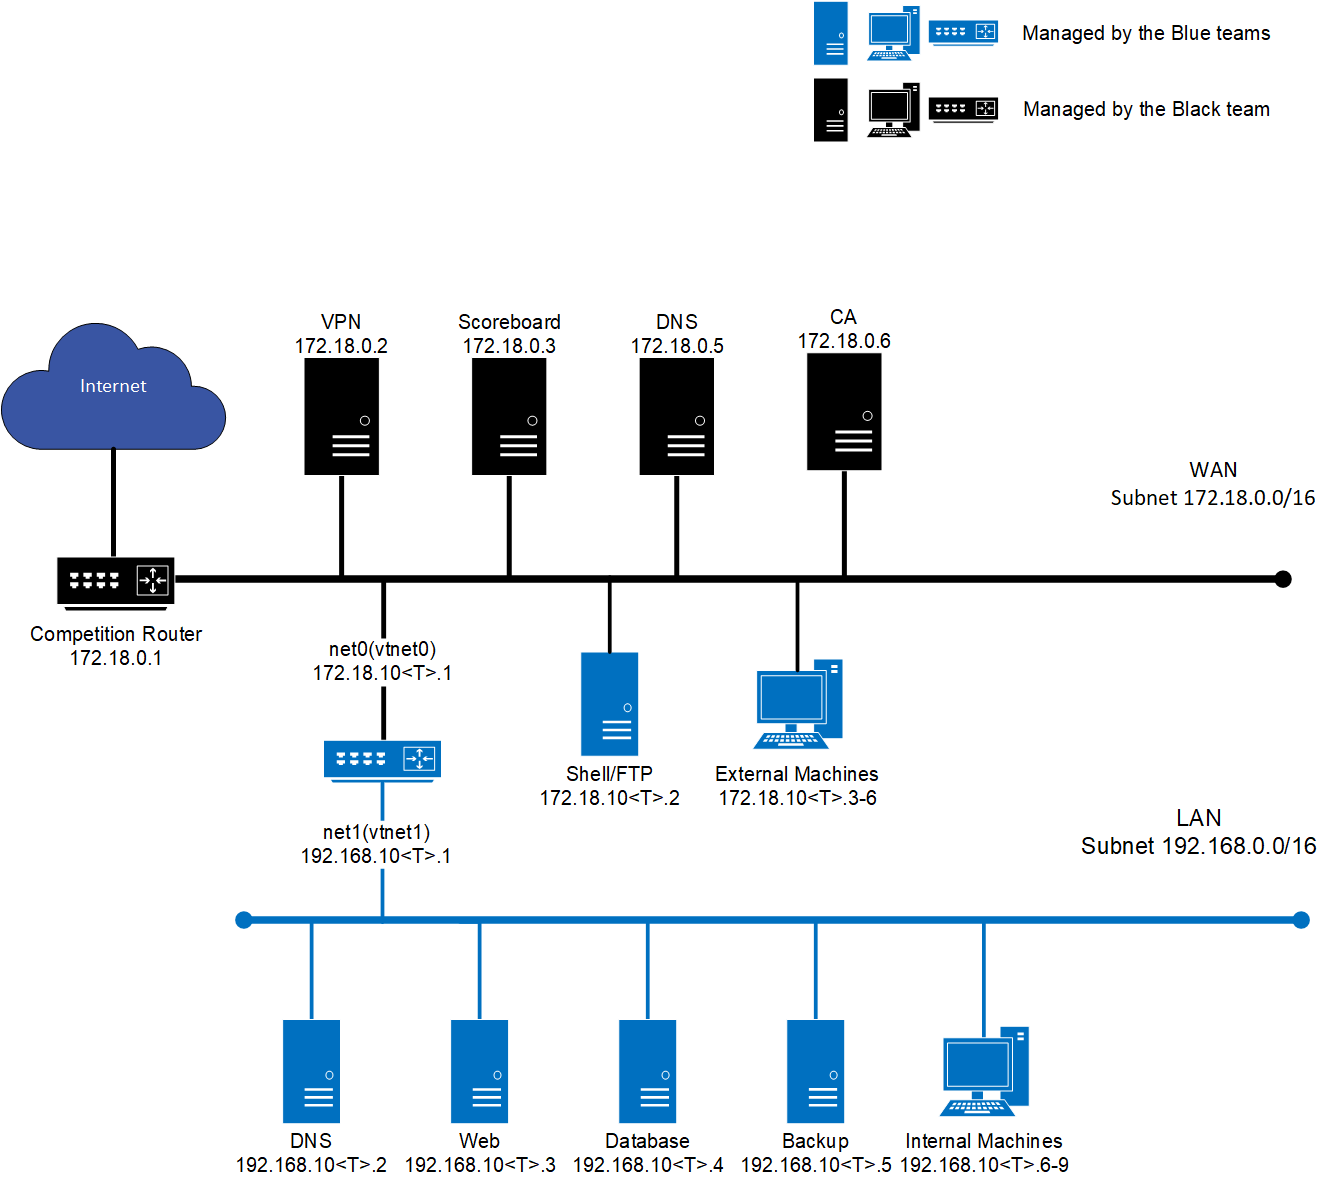 Managed by the Blue teams
Managed by the Black team
VPN
172.18.0.2
Scoreboard
172.18.0.3
DNS
172.18.0.5
CA
172.18.0.6
Internet
WAN
Subnet 172.18.0.0/16
Competition Router
172.18.0.1
net0(vtnet0)
172.18.10<T>.1
Shell/FTP
172.18.10<T>.2
External Machines
172.18.10<T>.3-6
net1(vtnet1)
192.168.10<T>.1
LAN
Subnet 192.168.0.0/16
DNS
192.168.10<T>.2
Web
192.168.10<T>.3
Database
192.168.10<T>.4
Backup
192.168.10<T>.5
Internal Machines
192.168.10<T>.6-9